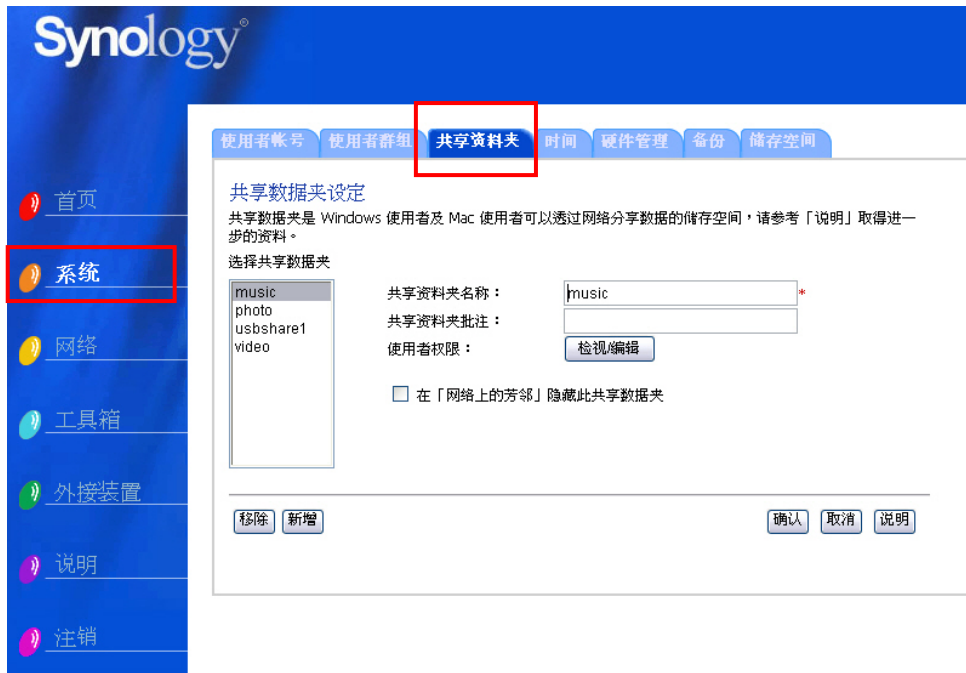 Synology®
使用者帐号 使用者群组 共享资料夹 时间 硬件管理 备份 储存空间
首页
系统
网络
工具箱
外接装置
说明
注销
共享数据夹设定
共享数据夹是 Windows 使用者及 Mac 使用者可以透过网络分享数据的储存空间，请参考「说明」取得进一
步的资料。
选择共享数据夹
music
photo
usbshare1
video
共享资料夹名称： music *
共享资料夹批注：
使用者权限： 检视/编辑
在「网络上的芳邻」隐藏此共享数据夹
移除 新增 确认 取消 说明